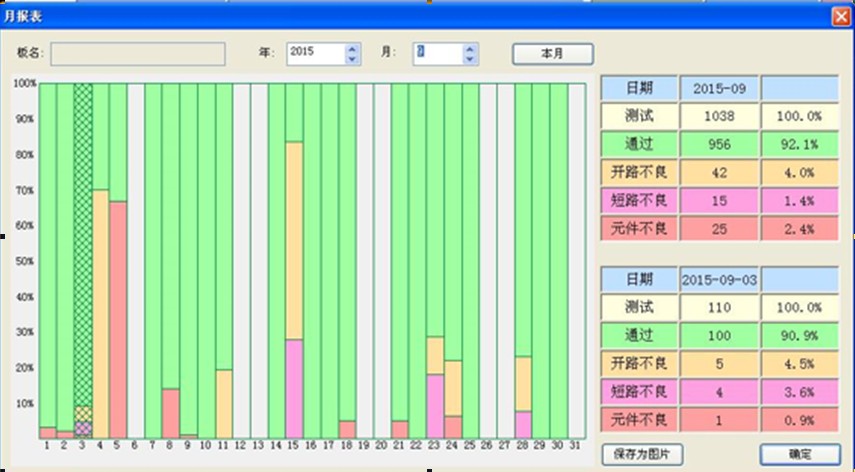 月报表
板名: 年: 2015 月: 9 本月
100%
90%
80%
70%
60%
50%
40%
30%
20%
10%
1 2 3 4 5 6 7 8 9 10 11 12 13 14 15 16 17 18 19 20 21 22 23 24 25 26 27 28 29 30 31
日期 2015-09
测试 1038 100.0%
通过 956 92.1%
开路不良 42 4.0%
短路不良 15 1.4%
元件不良 25 2.4%
日期 2015-09-03
测试 110 100.0%
通过 100 90.9%
开路不良 5 4.5%
短路不良 4 3.6%
元件不良 1 0.9%
保存为图片 确定